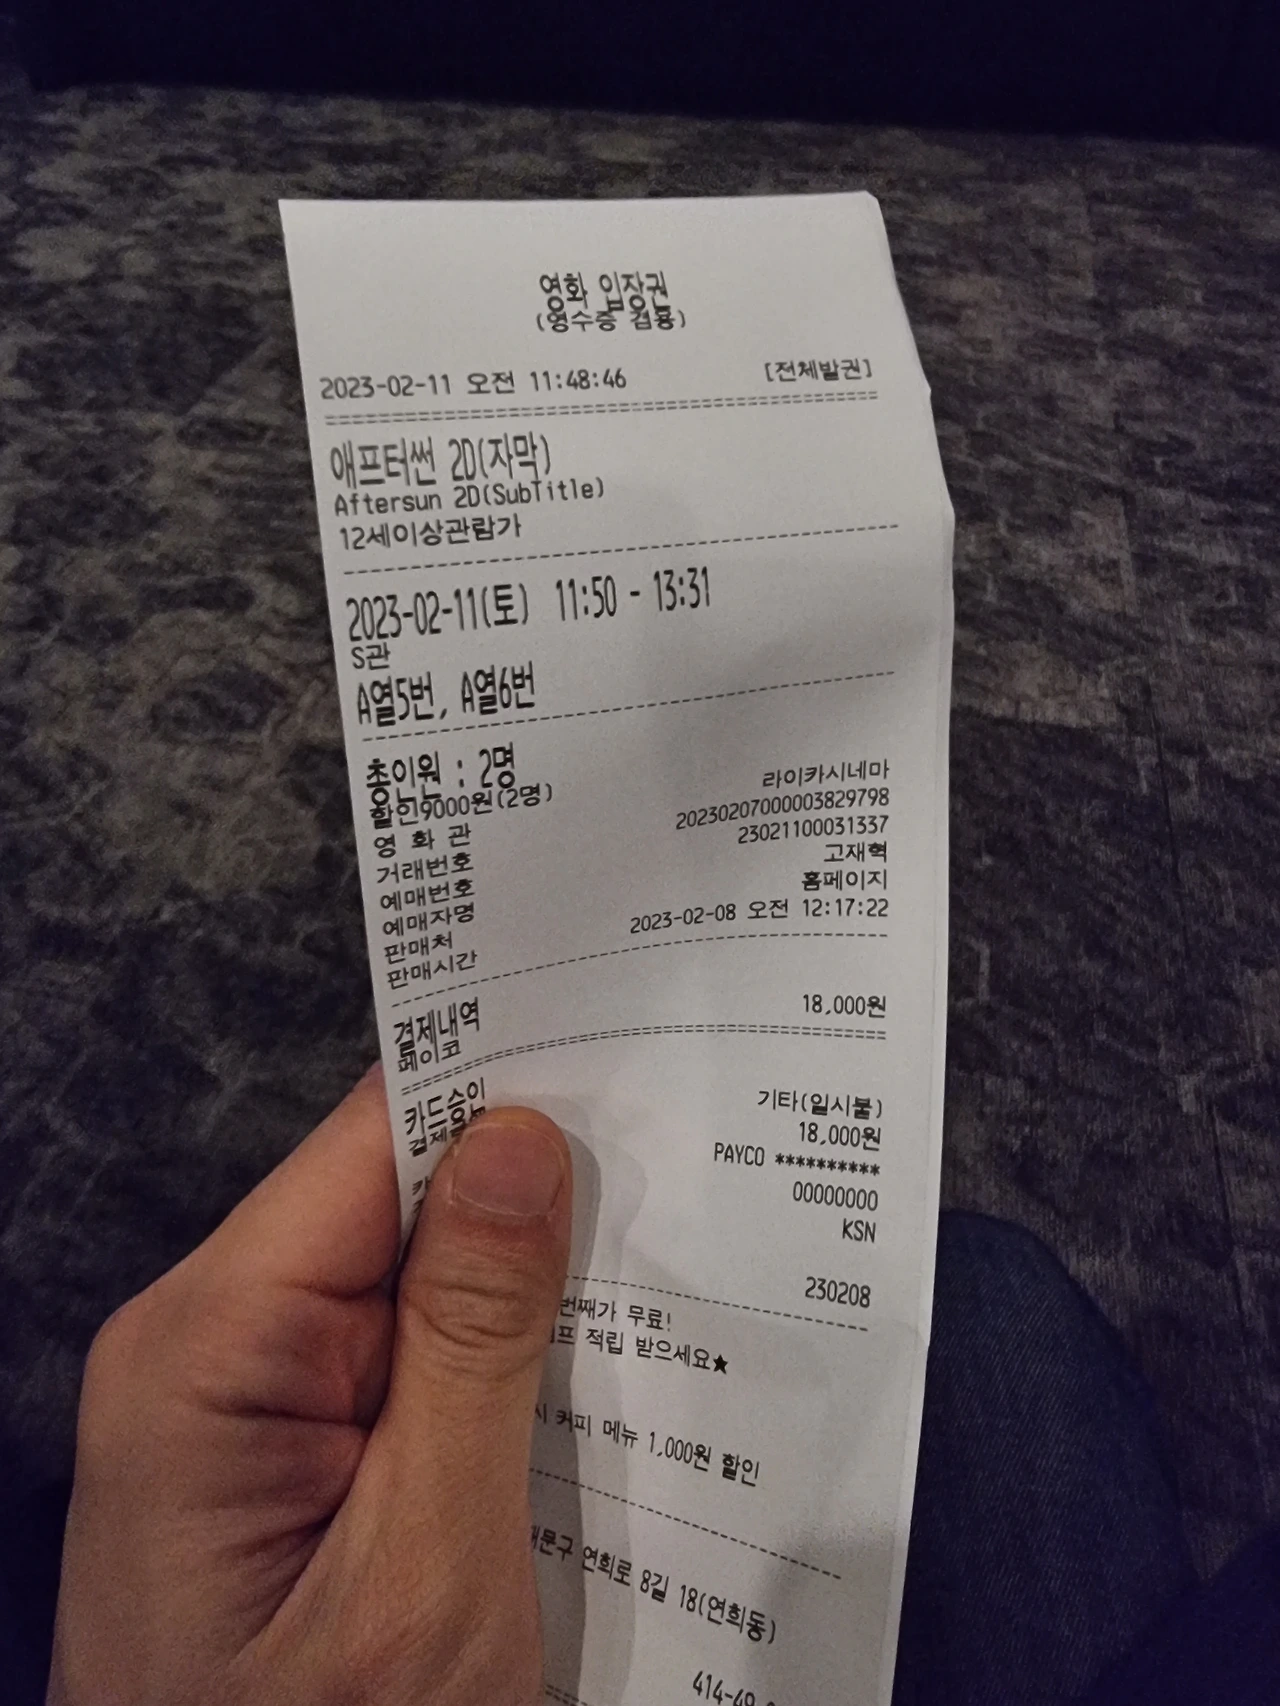 영화 입장권
(영수증 겸용)
2023-02-11 오전 11:48:46 [전체발권]
애프터썬 2D(자막)
Aftersun 2D(SubTitle)
12세이상관람가
2023-02-11(토) 11:50 - 13:31
S관
A열5번, A열6번
총인원 : 2명
할인9000원(2명)
영 화 관 라이카시네마
거래번호 20230207000003829798
예매번호 23021100031337
예매자명 고재혁
판매처 홈페이지
판매시간 2023-02-08 오전 12:17:22
결제내역
페이코 18,000원
카드승인
기타(일시불)
18,000원
PAYCO **********
00000000
KSN
230208
번째가 무료!
적립 받으세요★
시 커피 메뉴 1,000원 할인
대문구 연희로 8길 18(연희동)
414-49